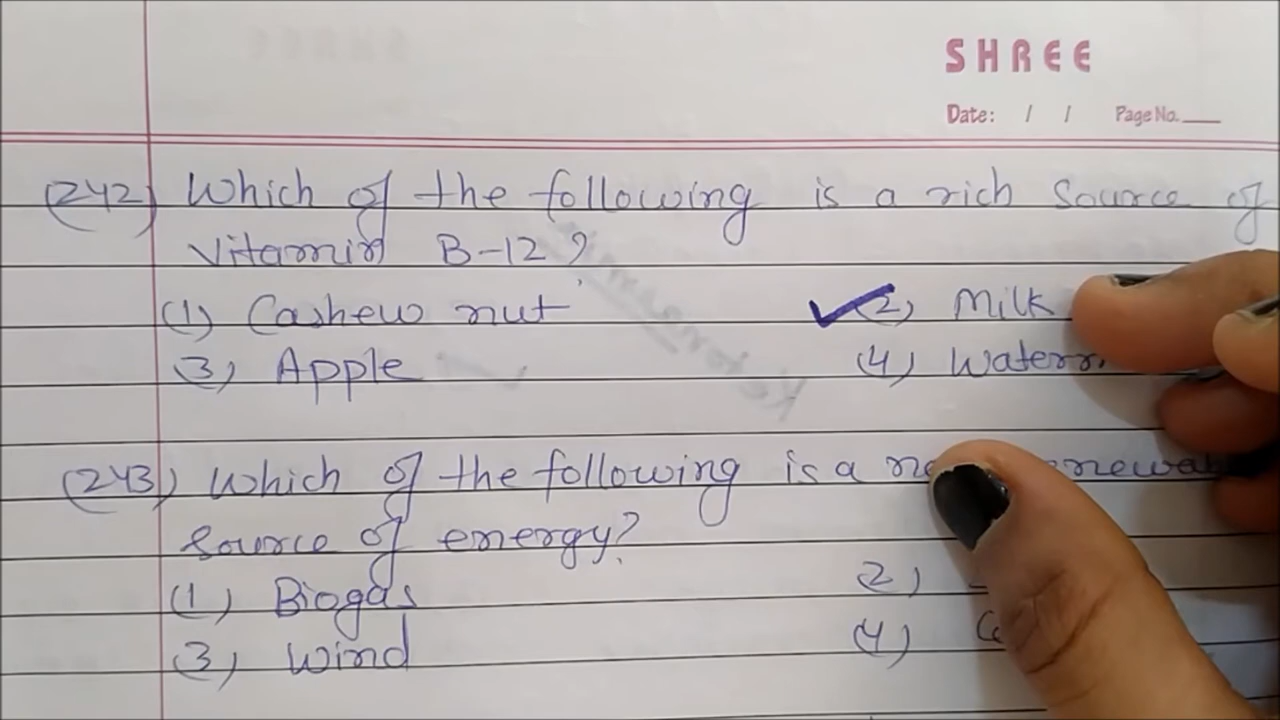 SHREE
Date: / / Page No.
(242) Which of the following is a rich source of
Vitamin B-12?
(1) Cashew nut (2) Milk
(3) Apple (4)
(243) Which of the following is a
source of energy?
(1) Biogas (2)
(3) Wind (4)